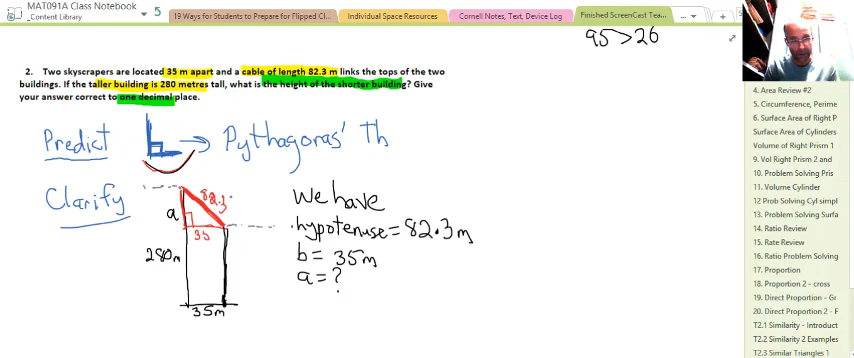 MAT091A Class Notebook
_Content Library
5
19 Ways for Students to Prepare for Flipped Cl...
Individual Space Resources
Cornell Notes, Text, Device Log
Finished ScreenCast Tea...
...
95 > 26
2. Two skyscrapers are located 35 m apart and a cable of length 82.3 m links the tops of the two
buildings. If the taller building is 280 metres tall, what is the height of the shorter building? Give
your answer correct to one decimal place.
Predict
Pythagoras' Th
Clarify
82.3
a
35
280m
35m
We have
hypotenuse = 82.3m
b = 35m
a = ?
4. Area Review #2
5. Circumference, Perime
6. Surface Area of Right P
Surface Area of Cylinders
Volume of Right Prism 1
9. Vol Right Prism 2 and
10. Problem Solving Pris
11. Volume Cylinder
12 Prob Solving Cyl simpl
13. Problem Solving Surfa
14. Ratio Review
15. Rate Review
16. Ratio Problem Solving
17. Proportion
18. Proportion 2 - cross
19. Direct Proportion - Gr
20. Direct Proportion 2 - F
T2.1 Similarity - Introduct
T2.2 Similarity 2 Examples
T2.3 Similar Triangles 1